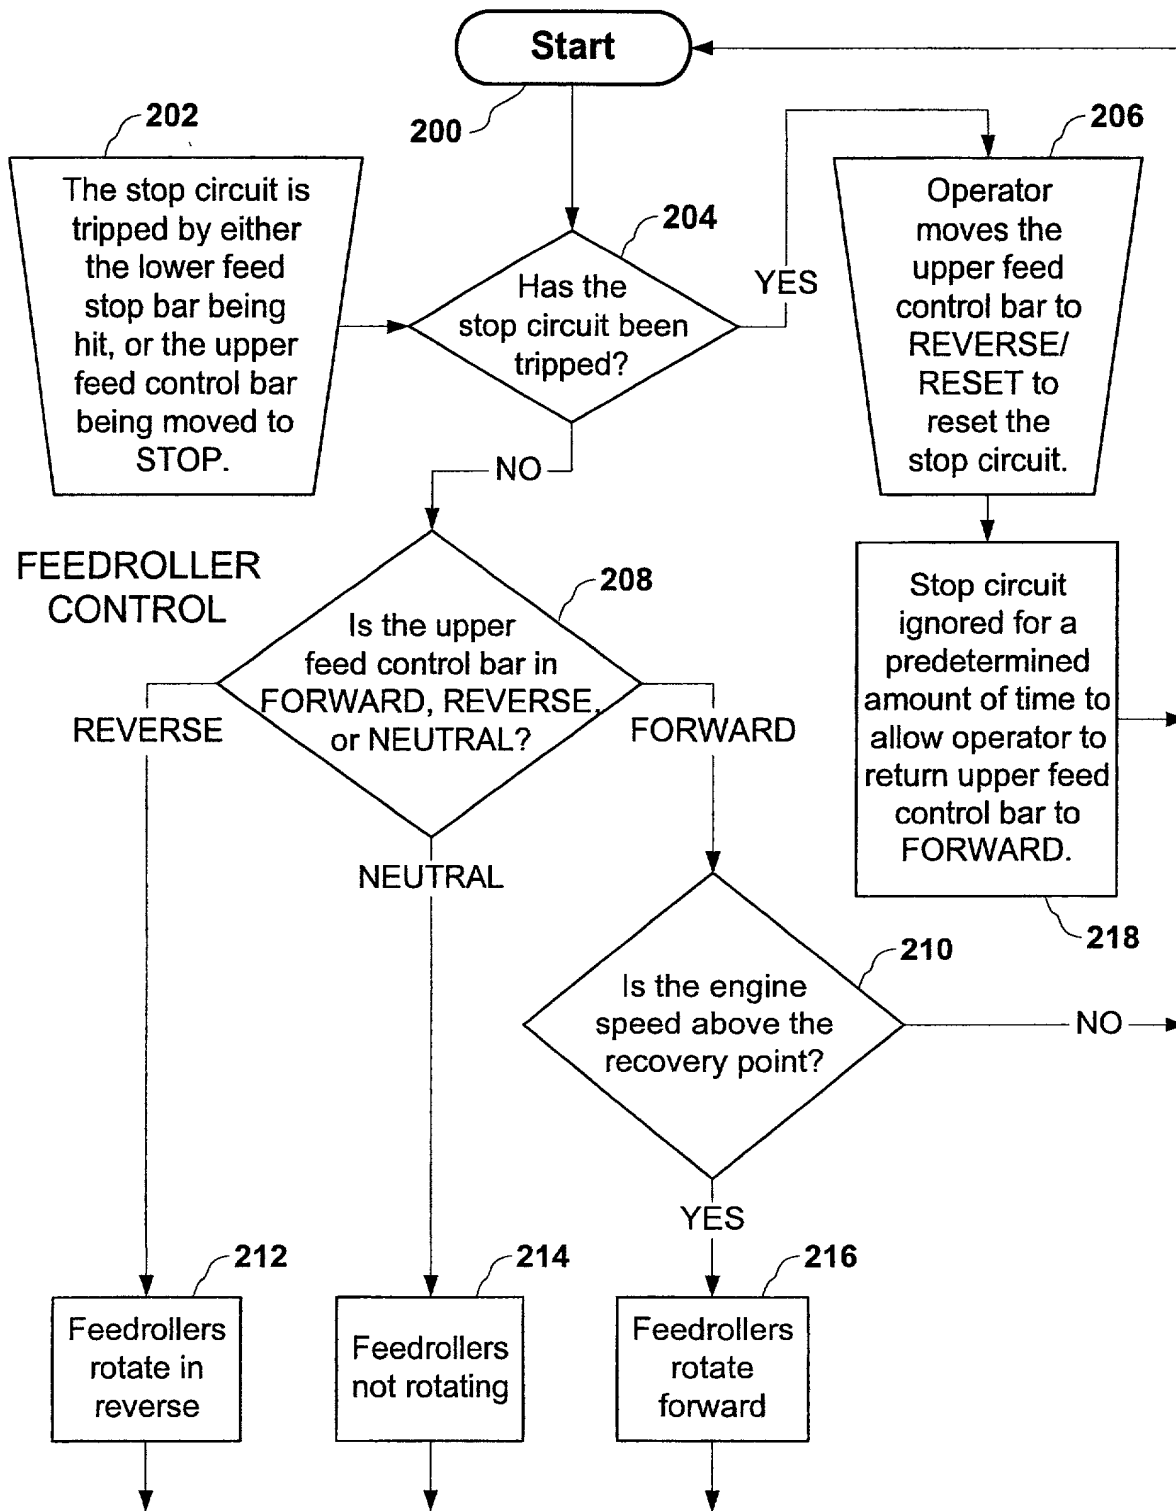 Start
200
202
The stop circuit is
tripped by either
the lower feed
stop bar being
hit, or the upper
feed control bar
being moved to
STOP.
204
Has the
stop circuit been
tripped?
YES
206
Operator
moves the
upper feed
control bar to
REVERSE/
RESET to
reset the
stop circuit.
NO
FEEDROLLER
CONTROL
208
Is the upper
feed control bar in
FORWARD, REVERSE,
or NEUTRAL?
REVERSE
NEUTRAL
FORWARD
Stop circuit
ignored for a
predetermined
amount of time to
allow operator to
return upper feed
control bar to
FORWARD.
218
210
Is the engine
speed above the
recovery point?
NO
YES
212
Feedrollers
rotate in
reverse
214
Feedrollers
not rotating
216
Feedrollers
rotate
forward